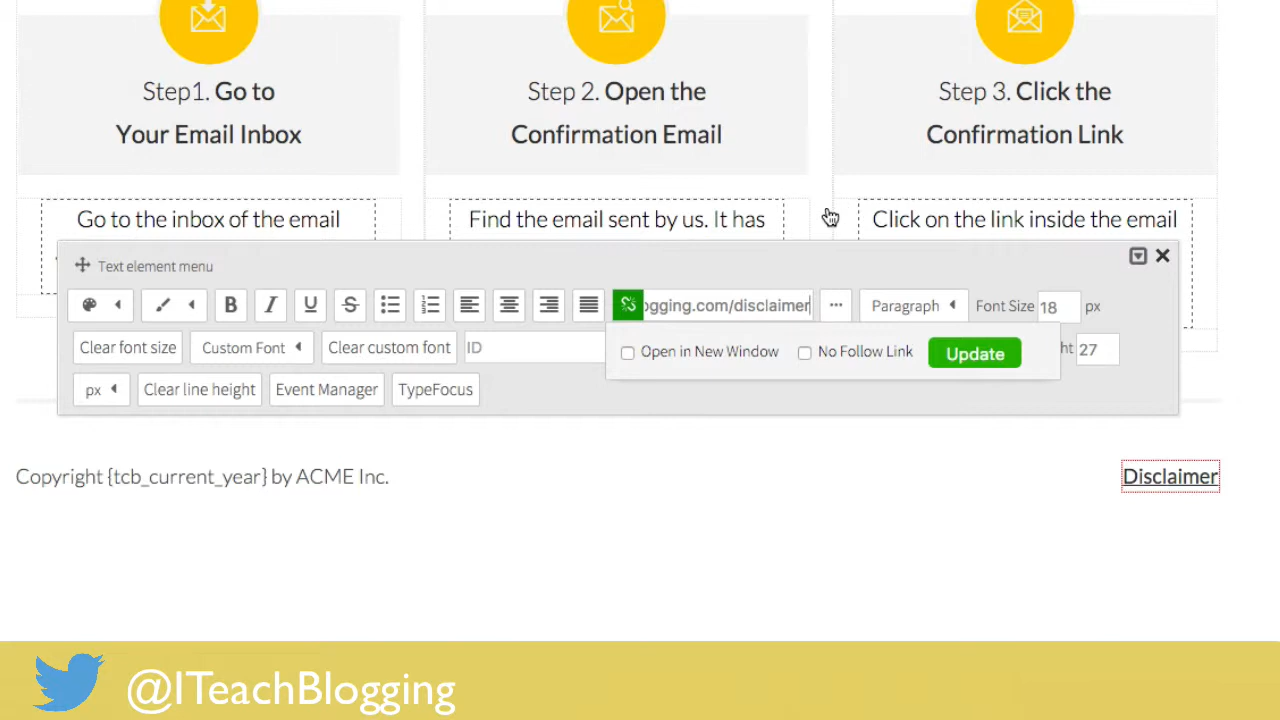 Step1. Go to
Your Email Inbox
Step 2. Open the
Confirmation Email
Step 3. Click the
Confirmation Link
Go to the inbox of the email
Find the email sent by us. It has
Click on the link inside the email
Text element menu
B I U S ogging.com/disclaimer ... Paragraph Font Size 18 px
Clear font size Custom Font Clear custom font ID ht 27
Open in New Window No Follow Link Update
px Clear line height Event Manager TypeFocus
Copyright {tcb_current_year} by ACME Inc.
Disclaimer
@ITeachBlogging